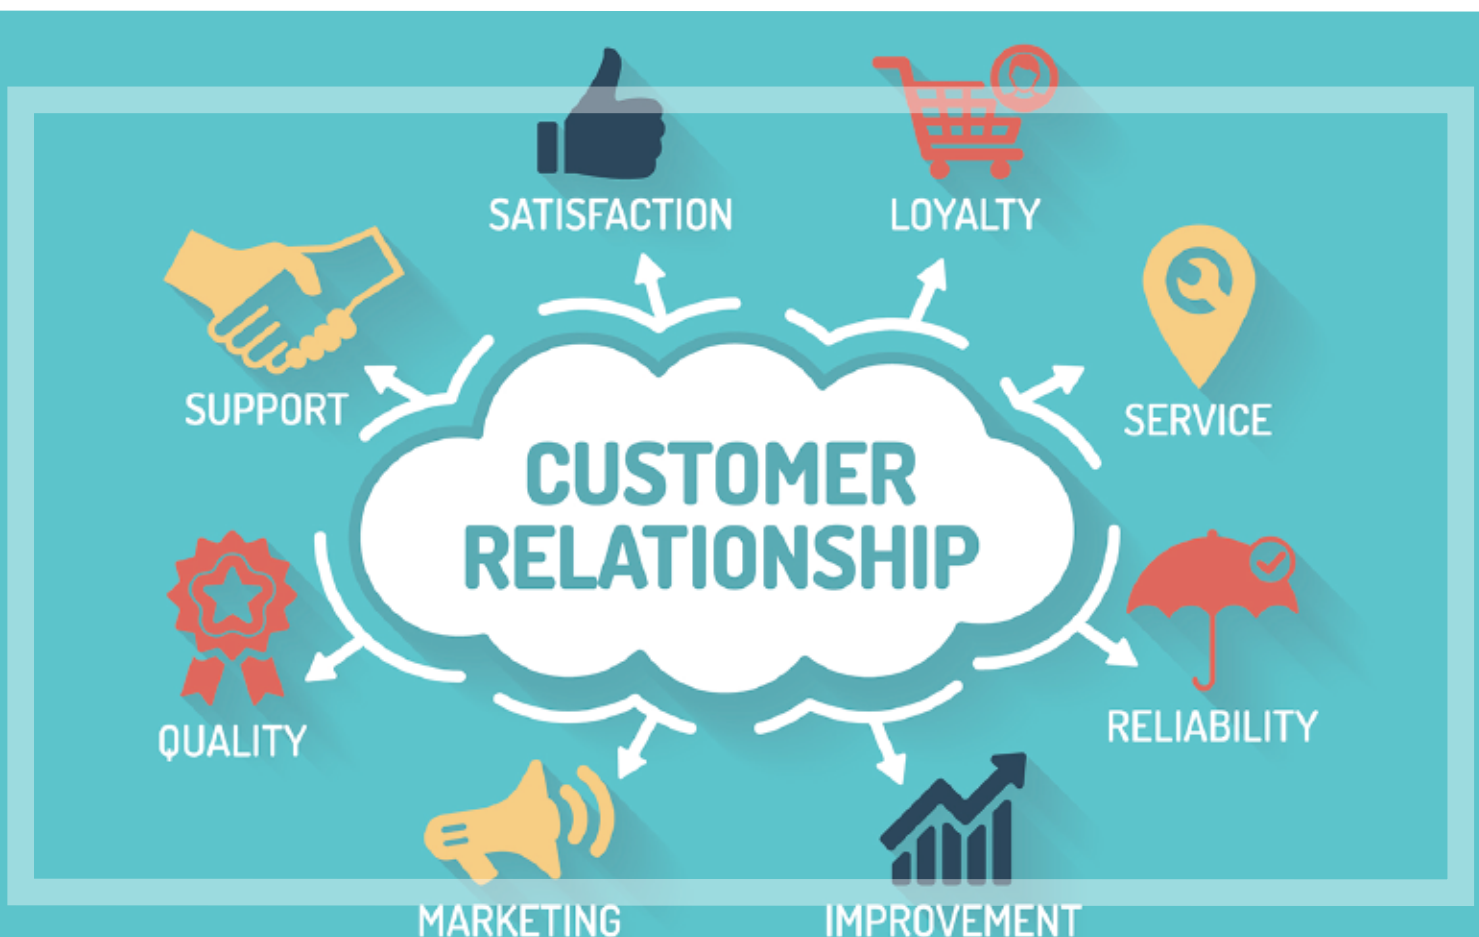 SATISFACTION
LOYALTY
SUPPORT
SERVICE
CUSTOMER
RELATIONSHIP
QUALITY
RELIABILITY
MARKETING
IMPROVEMENT